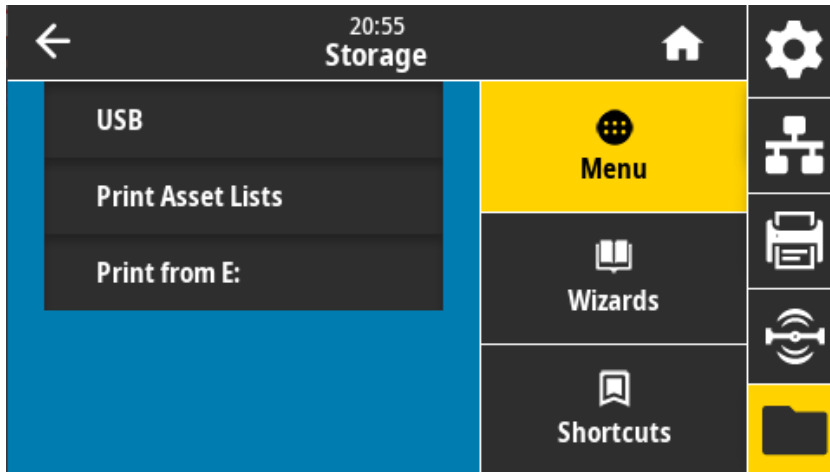 20:55
Storage
USB
Print Asset Lists
Print from E:
Menu
Wizards
Shortcuts